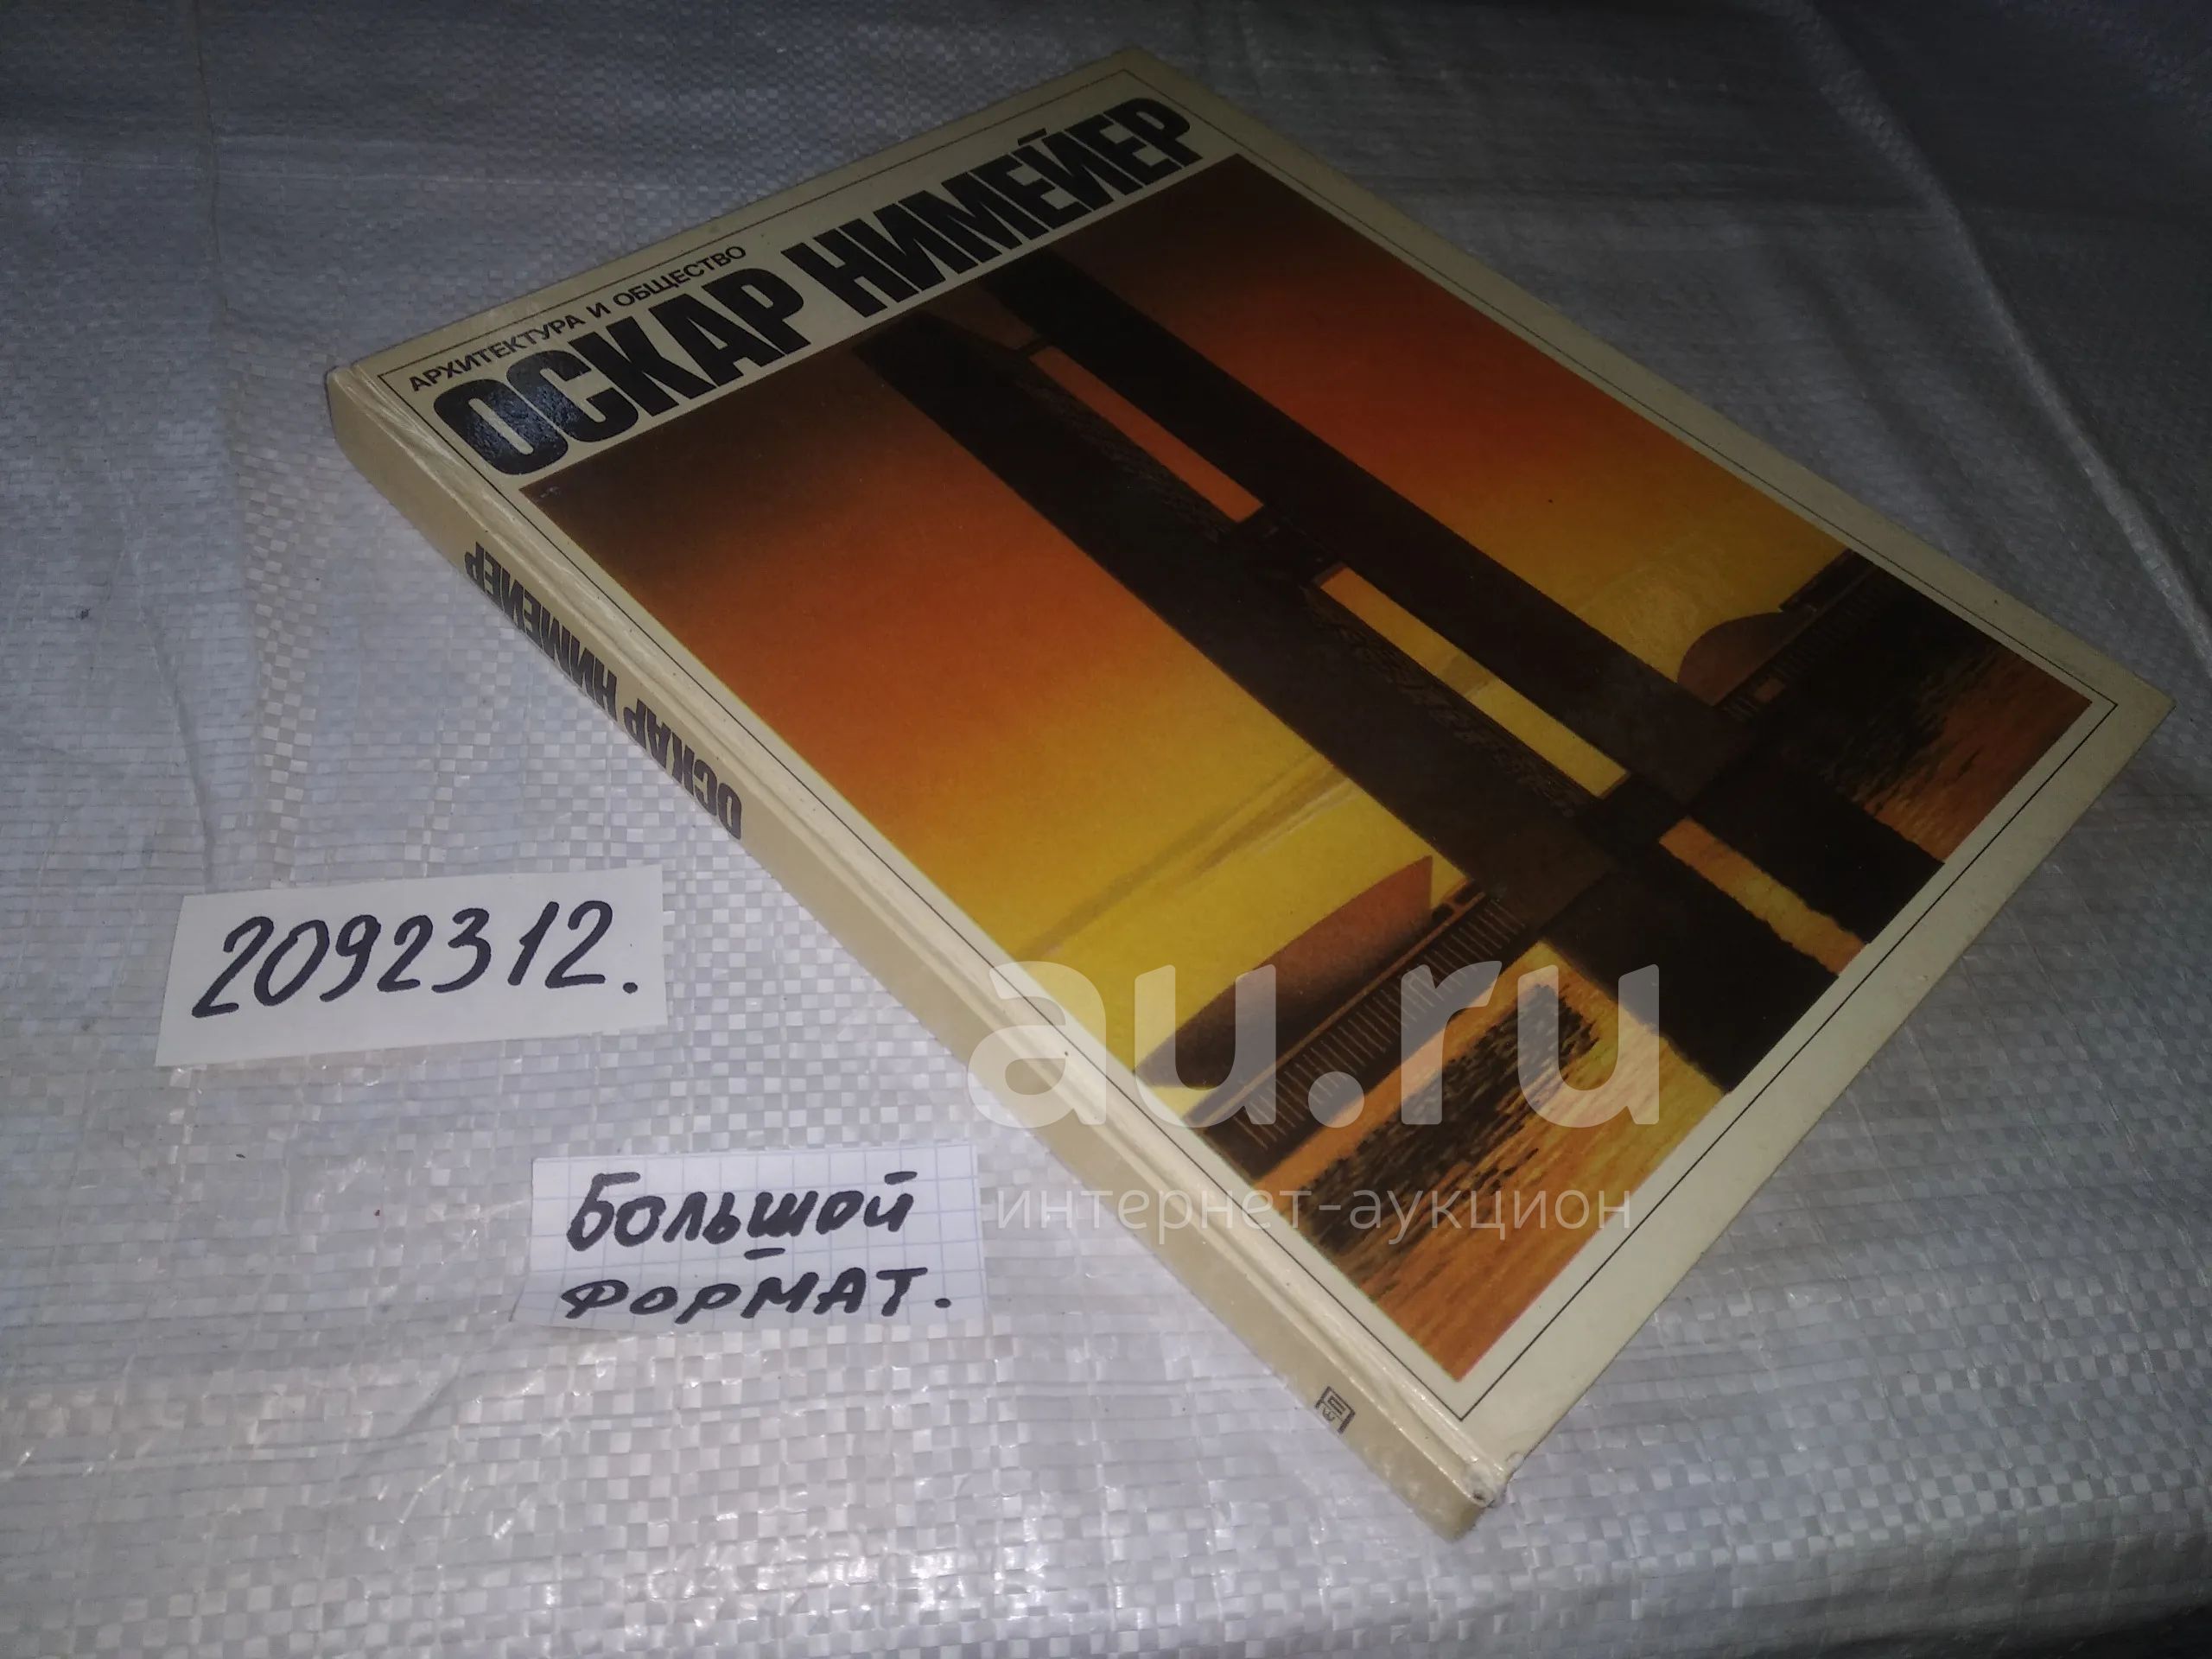 АРХИТЕКТУРА И ОБЩЕСТВО
ОСКАР НИМЕЙЕР
ОСКАР НИМЕЙЕР
2092312.
Большой
формат.
au.ru
интернет-аукцион